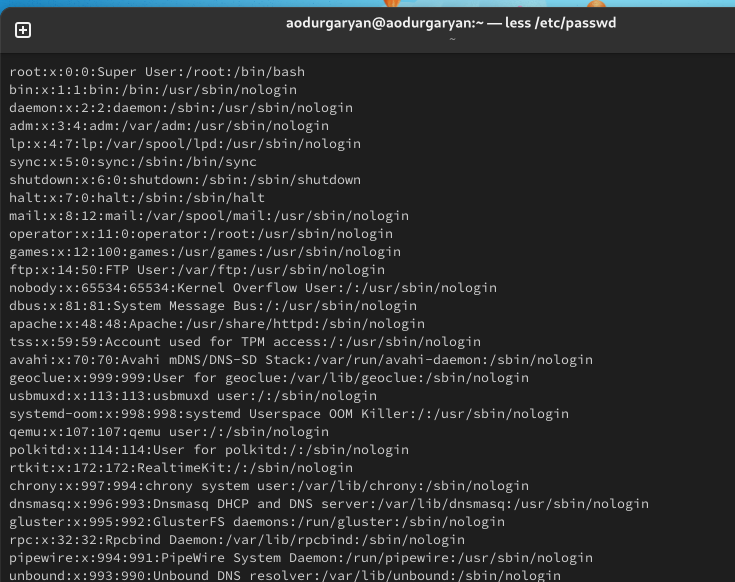 aodurgaryan@aodurgaryan:~ — less /etc/passwd
~
root:x:0:0:Super User:/root:/bin/bash
bin:x:1:1:bin:/bin:/usr/sbin/nologin
daemon:x:2:2:daemon:/sbin:/usr/sbin/nologin
adm:x:3:4:adm:/var/adm:/usr/sbin/nologin
lp:x:4:7:lp:/var/spool/lpd:/usr/sbin/nologin
sync:x:5:0:sync:/sbin:/bin/sync
shutdown:x:6:0:shutdown:/sbin:/sbin/shutdown
halt:x:7:0:halt:/sbin:/sbin/halt
mail:x:8:12:mail:/var/spool/mail:/usr/sbin/nologin
operator:x:11:0:operator:/root:/usr/sbin/nologin
games:x:12:100:games:/usr/games:/usr/sbin/nologin
ftp:x:14:50:FTP User:/var/ftp:/usr/sbin/nologin
nobody:x:65534:65534:Kernel Overflow User:/:/usr/sbin/nologin
dbus:x:81:81:System Message Bus:/:/usr/sbin/nologin
apache:x:48:48:Apache:/usr/share/httpd:/sbin/nologin
tss:x:59:59:Account used for TPM access:/:/usr/sbin/nologin
avahi:x:70:70:Avahi mDNS/DNS-SD Stack:/var/run/avahi-daemon:/sbin/nologin
geoclue:x:999:999:User for geoclue:/var/lib/geoclue:/sbin/nologin
usbmuxd:x:113:113:usbmuxd user:/:/sbin/nologin
systemd-oom:x:998:998:systemd Userspace OOM Killer:/:/usr/sbin/nologin
qemu:x:107:107:qemu user:/:/sbin/nologin
polkitd:x:114:114:User for polkitd:/:/sbin/nologin
rtkit:x:172:172:RealtimeKit:/:/sbin/nologin
chrony:x:997:994:chrony system user:/var/lib/chrony:/sbin/nologin
dnsmasq:x:996:993:Dnsmasq DHCP and DNS server:/var/lib/dnsmasq:/usr/sbin/nologin
gluster:x:995:992:GlusterFS daemons:/run/gluster:/sbin/nologin
rpc:x:32:32:Rpcbind Daemon:/var/lib/rpcbind:/sbin/nologin
pipewire:x:994:991:PipeWire System Daemon:/run/pipewire:/usr/sbin/nologin
unbound:x:993:990:Unbound DNS resolver:/var/lib/unbound:/sbin/nologin